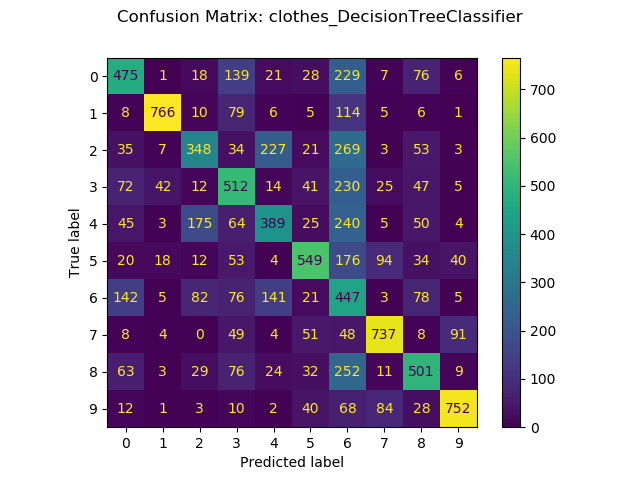 Confusion Matrix: clothes_DecisionTreeClassifier
0 475 1 18 139 21 28 229 7 76 6
1 8 766 10 79 6 5 114 5 6 1
2 35 7 348 34 227 21 269 3 53 3
3 72 42 12 512 14 41 230 25 47 5
4 45 3 175 64 389 25 240 5 50 4
5 20 18 12 53 4 549 176 94 34 40
6 142 5 82 76 141 21 447 3 78 5
7 8 4 0 49 4 51 48 737 8 91
8 63 3 29 76 24 32 252 11 501 9
9 12 1 3 10 2 40 68 84 28 752
0 1 2 3 4 5 6 7 8 9
Predicted label
True label
700
600
500
400
300
200
100
0